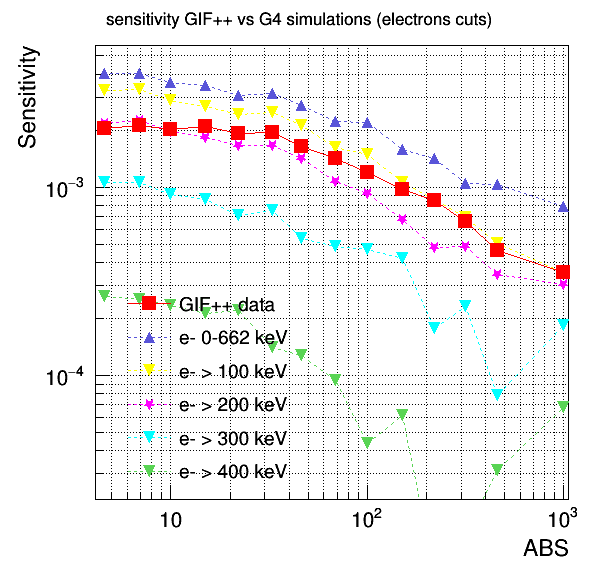 sensitivity GIF++ vs G4 simulations (electrons cuts)
Sensitivity
10⁻³
10⁻⁴
GIF++ data
e- 0-662 keV
e- > 100 keV
e- > 200 keV
e- > 300 keV
e- > 400 keV
10 10² 10³
ABS